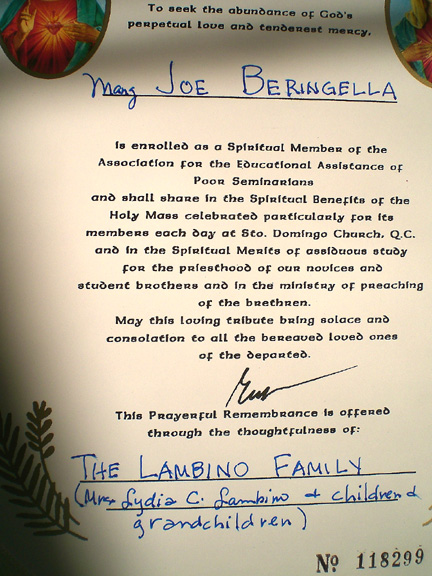 To seek the abundance of God's
perpetual love and tenderest mercy,
Mang JOE BERINGELLA
is enrolled as a Spiritual Member of the
Association for the Educational Assistance of
Poor Seminarians
and shall share in the Spiritual Benefits of the
Holy Mass celebrated particularly for its
members each day at Sto. Domingo Church, Q.C.
and in the Spiritual Merits of assiduous study
for the priesthood of our novices and
student brothers and in the ministry of preaching
of the brethren.
May this loving tribute bring solace and
consolation to all the bereaved loved ones
of the departed.
This Prayerful Remembrance is offered
through the thoughtfulness of:
THE LAMBINO FAMILY
(Mrs. Lydia C. Lambino & children &
grandchildren)
Nº 118299